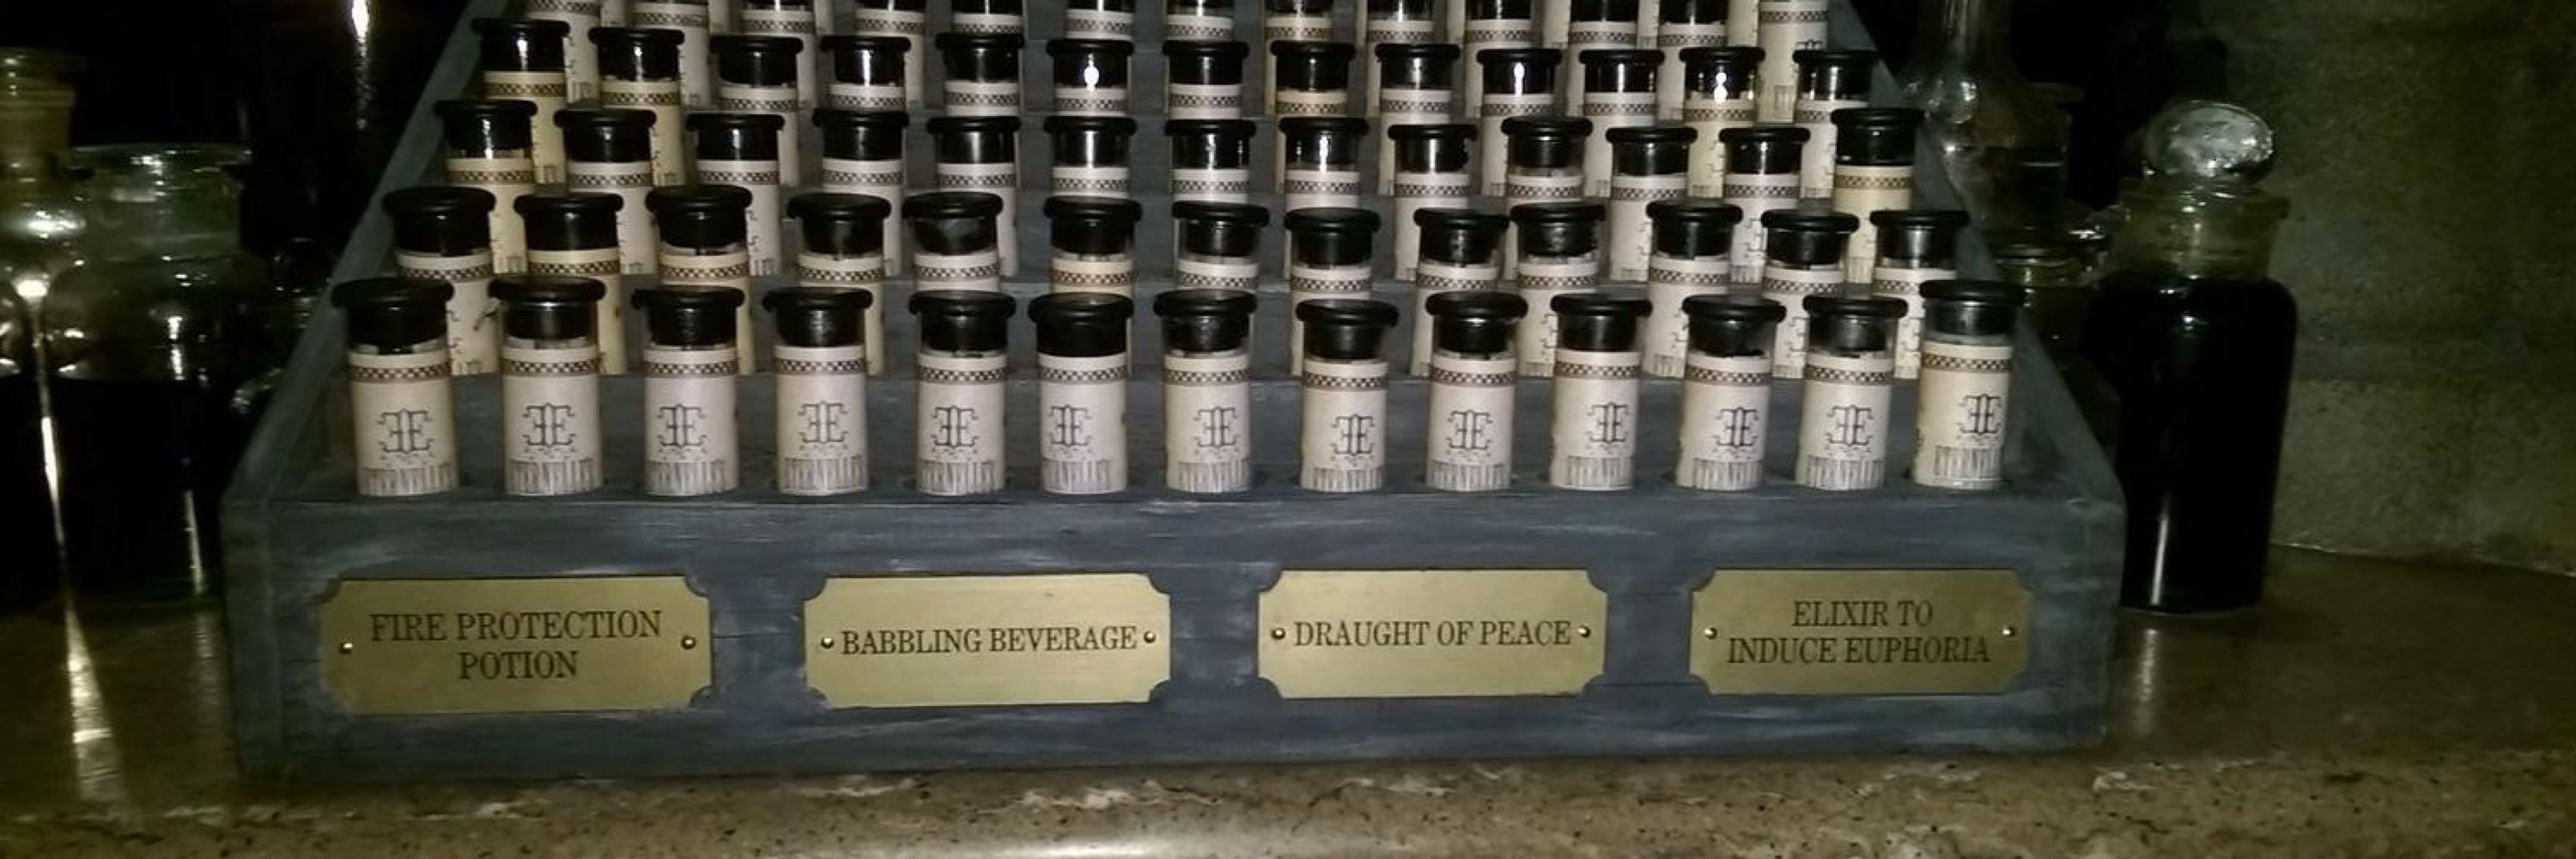 FIRE PROTECTION
POTION
BABBLING BEVERAGE
DRAUGHT OF PEACE
ELIXIR TO
INDUCE EUPHORIA